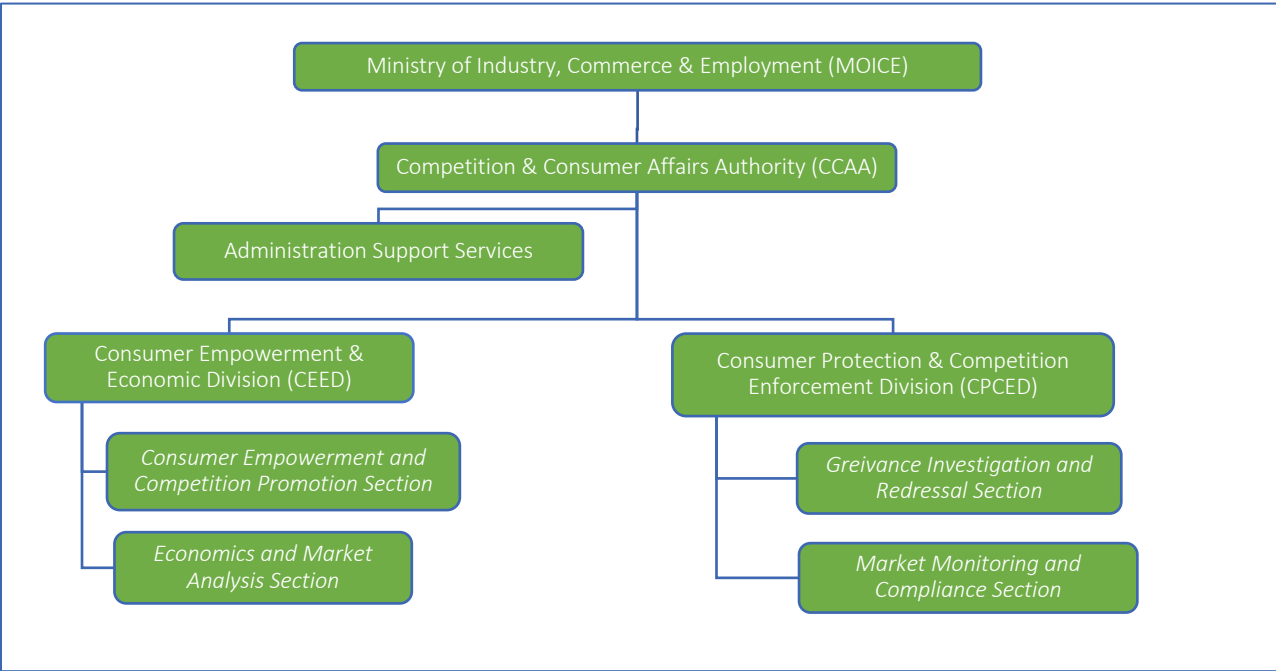 Ministry of Industry, Commerce & Employment (MOICE)
Competition & Consumer Affairs Authority (CCAA)
Administration Support Services
Consumer Empowerment &
Economic Division (CEED)
Consumer Empowerment and
Competition Promotion Section
Economics and Market
Analysis Section
Consumer Protection & Competition
Enforcement Division (CPCED)
Greivance Investigation and
Redressal Section
Market Monitoring and
Compliance Section